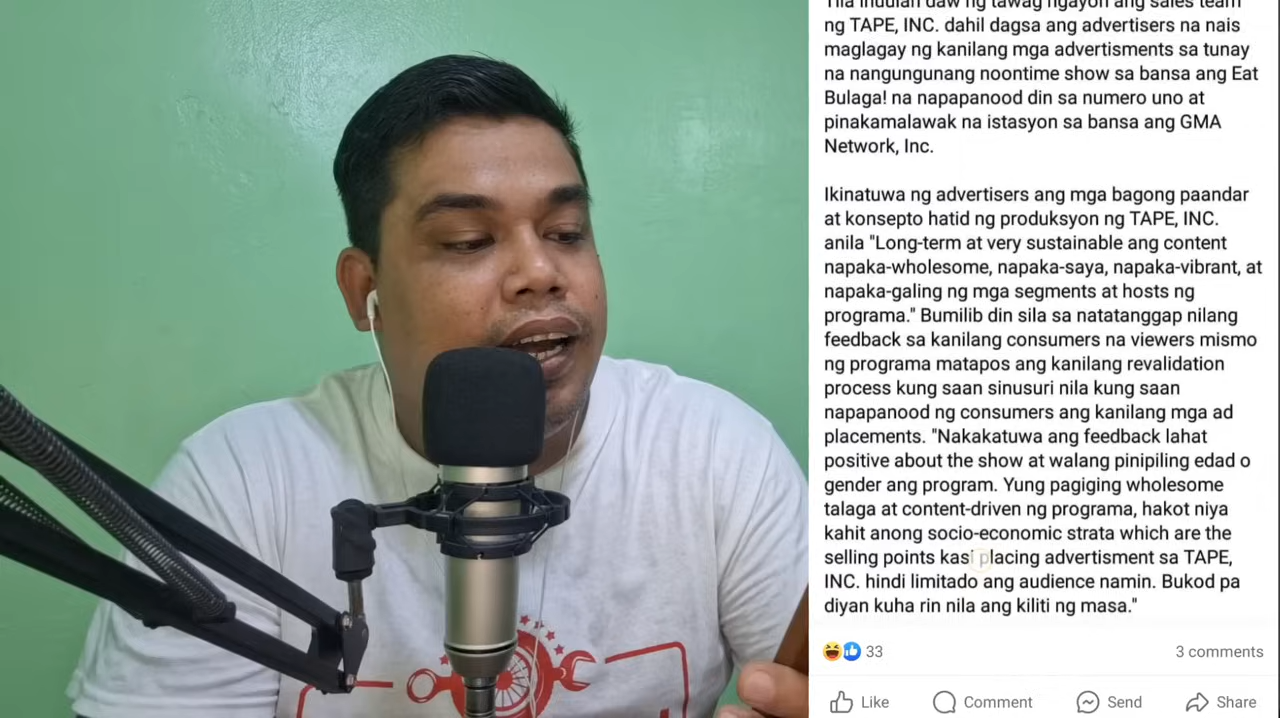 Tila inuulan daw ng tawag ngayon ang sales team
ng TAPE, INC. dahil dagsa ang advertisers na nais
maglagay ng kanilang mga advertisments sa tunay
na nangungunang noontime show sa bansa ang Eat
Bulaga! na napapanood din sa numero uno at
pinakamalawak na istasyon sa bansa ang GMA
Network, Inc.
Ikinatuwa ng advertisers ang mga bagong paandar
at konsepto hatid ng produksyon ng TAPE, INC.
anila "Long-term at very sustainable ang content
napaka-wholesome, napaka-saya, napaka-vibrant, at
napaka-galing ng mga segments at hosts ng
programa." Bumilib din sila sa natatanggap nilang
feedback sa kanilang consumers na viewers mismo
ng programa matapos ang kanilang revalidation
process kung saan sinusuri nila kung saan
napapanood ng consumers ang kanilang mga ad
placements. "Nakakatuwa ang feedback lahat
positive about the show at walang pinipiling edad o
gender ang program. Yung pagiging wholesome
talaga at content-driven ng programa, hakot niya
kahit anong socio-economic strata which are the
selling points kasi placing advertisment sa TAPE,
INC. hindi limitado ang audience namin. Bukod pa
diyan kuha rin nila ang kiliti ng masa."
33 3 comments
Like Comment Send Share